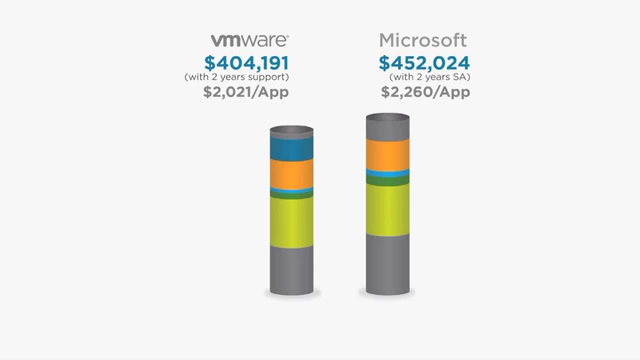 vmware®
$404,191
(with 2 years support)
$2,021/App
Microsoft
$452,024
(with 2 years SA)
$2,260/App